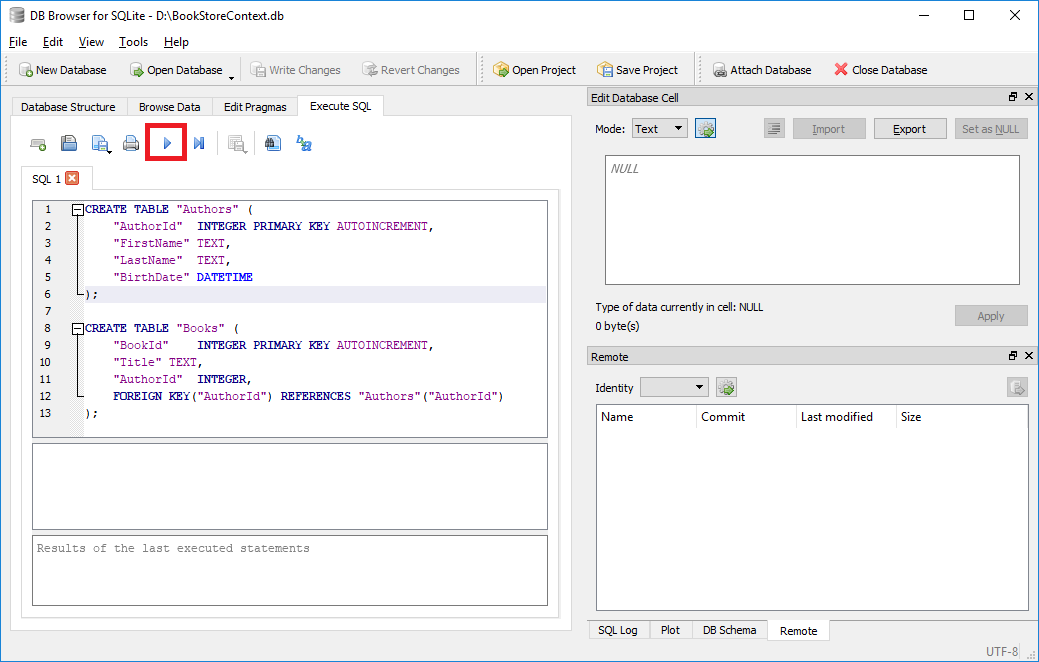 DB Browser for SQLite - D:\BookStoreContext.db
File Edit View Tools Help
New Database Open Database Write Changes Revert Changes Open Project Save Project Attach Database Close Database
Database Structure Browse Data Edit Pragmas Execute SQL
SQL 1
1 CREATE TABLE "Authors" (
2 "AuthorId" INTEGER PRIMARY KEY AUTOINCREMENT,
3 "FirstName" TEXT,
4 "LastName" TEXT,
5 "BirthDate" DATETIME
6 );
7
8 CREATE TABLE "Books" (
9 "BookId" INTEGER PRIMARY KEY AUTOINCREMENT,
10 "Title" TEXT,
11 "AuthorId" INTEGER,
12 FOREIGN KEY("AuthorId") REFERENCES "Authors"("AuthorId")
13 );
Results of the last executed statements
Edit Database Cell
Mode: Text Import Export Set as NULL
NULL
Type of data currently in cell: NULL
0 byte(s)
Apply
Remote
Identity
Name Commit Last modified Size
SQL Log Plot DB Schema Remote
UTF-8